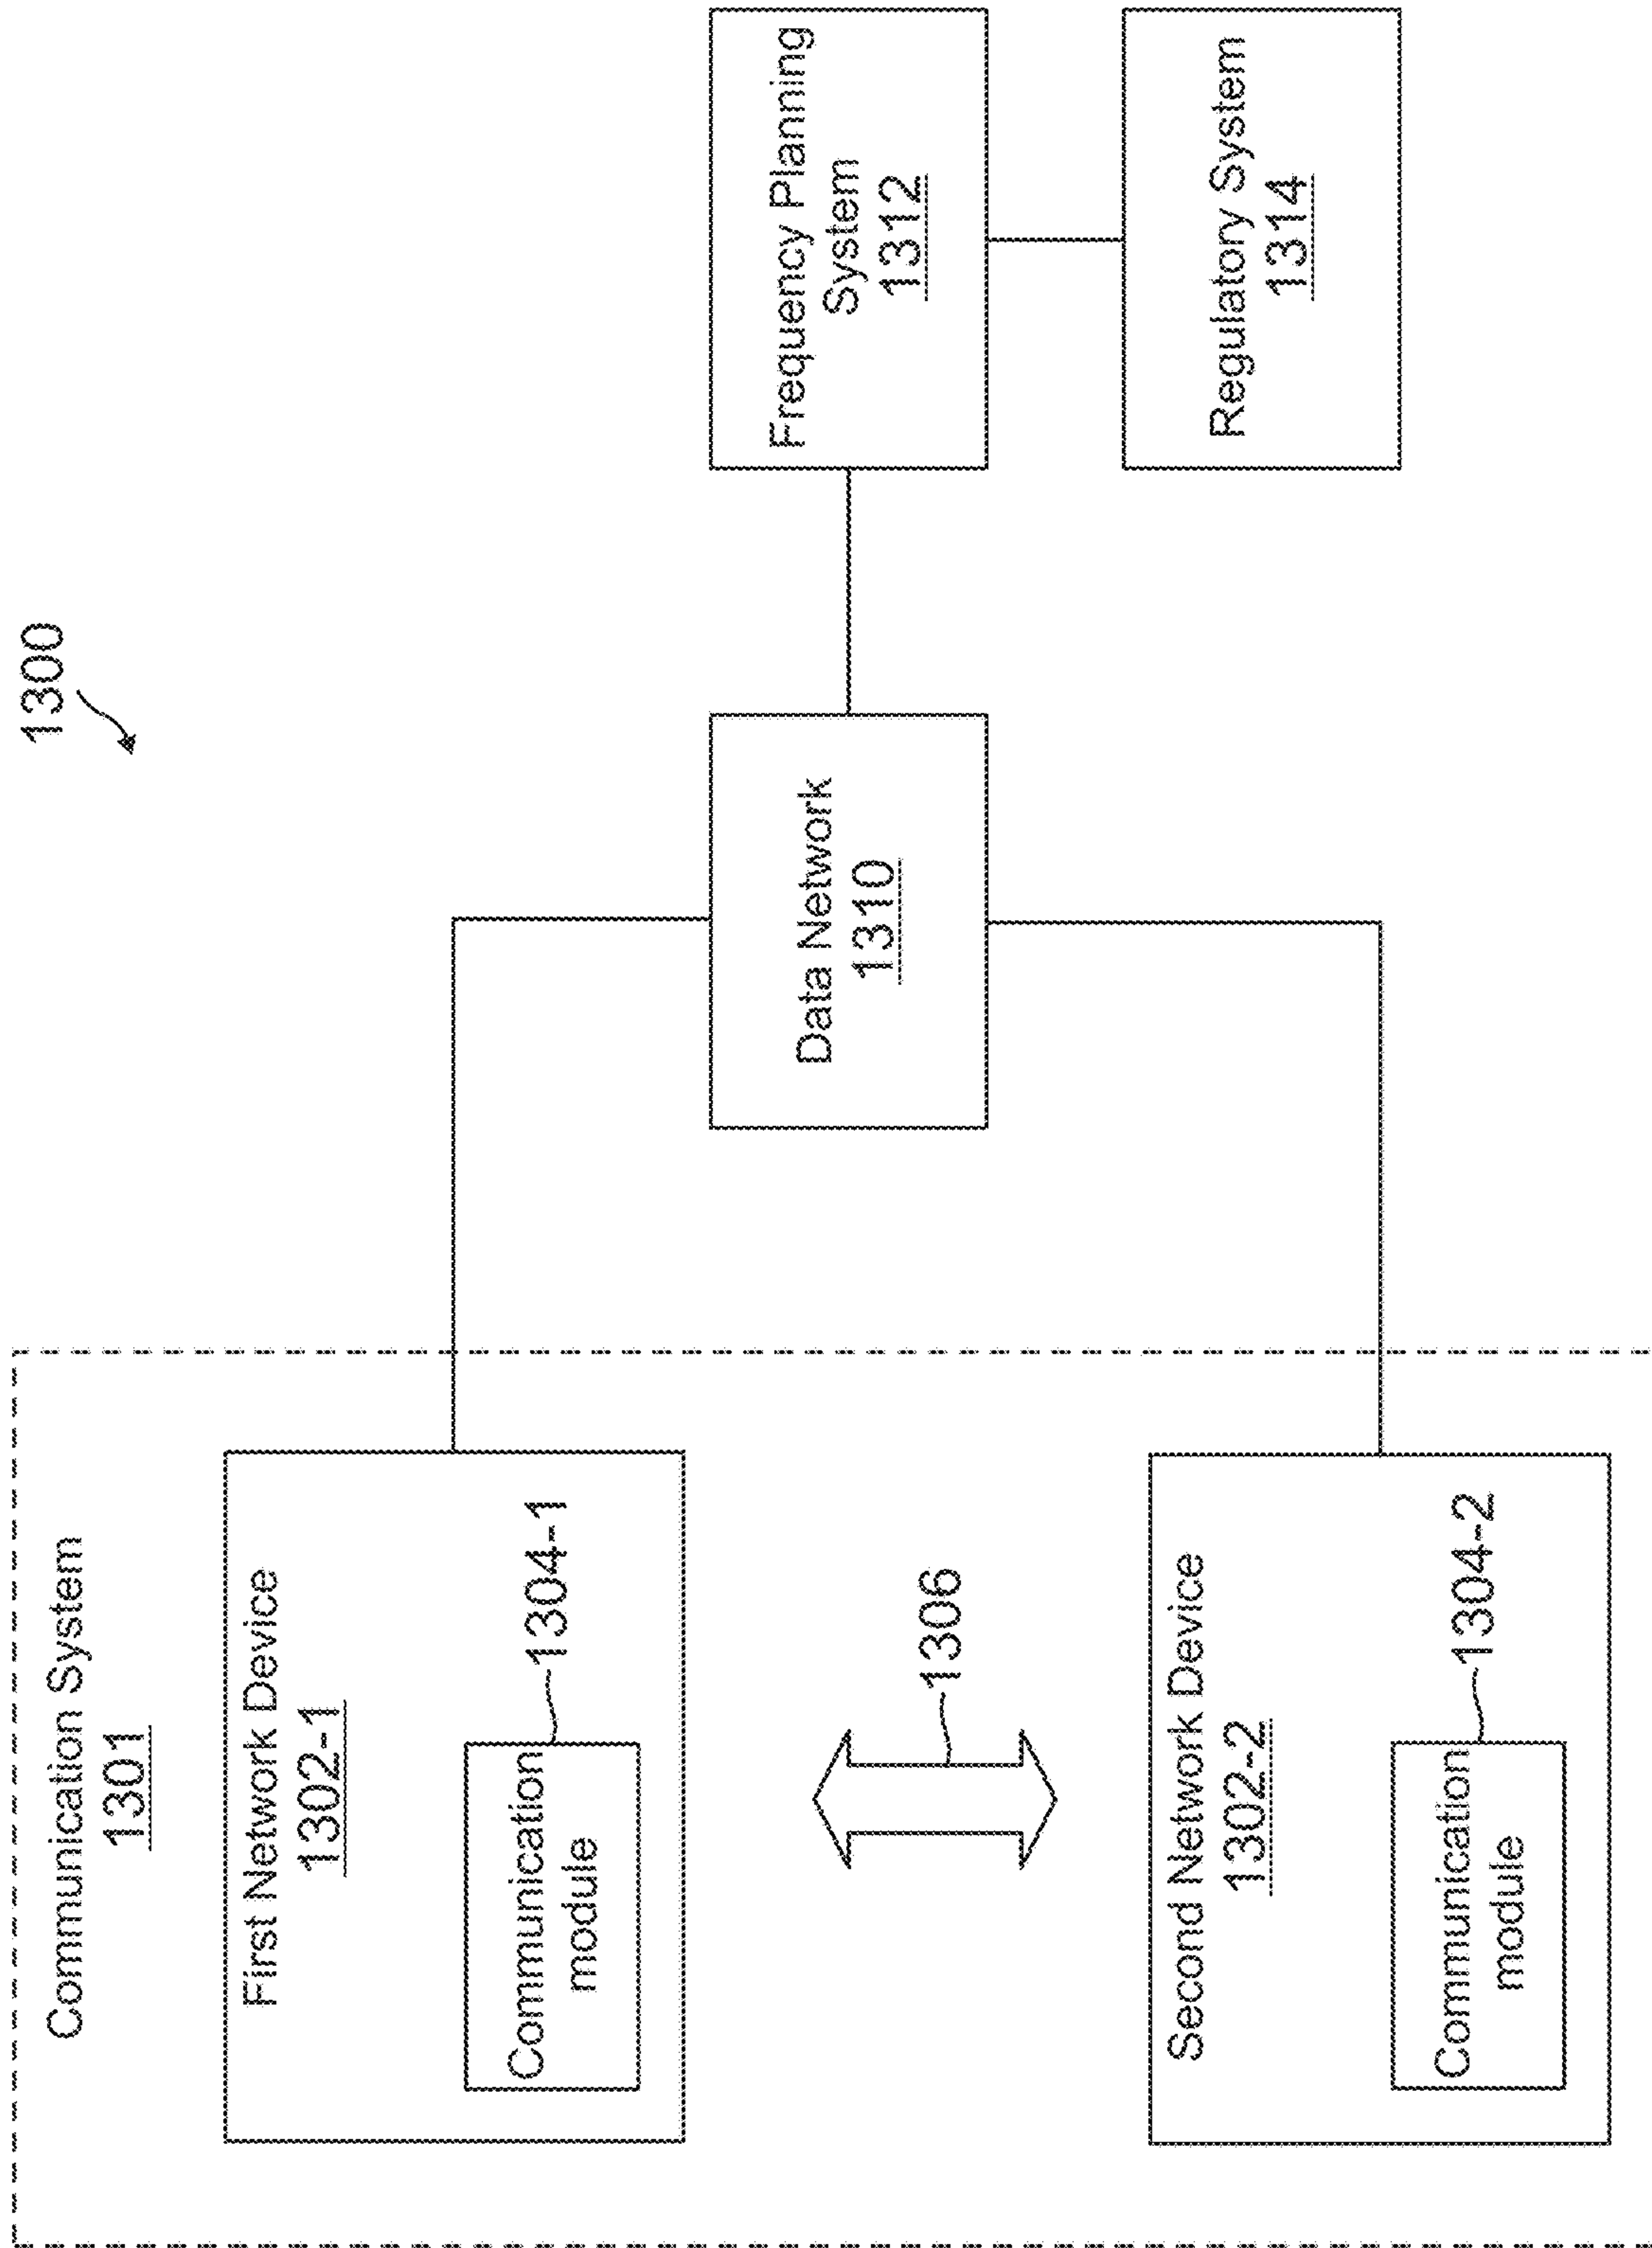 1300
Communication System
1301
First Network Device
1302-1
Communication
module
1304-1
1306
Second Network Device
1302-2
Communication
module
1304-2
Data Network
1310
Frequency Planning
System
1312
Regulatory System
1314